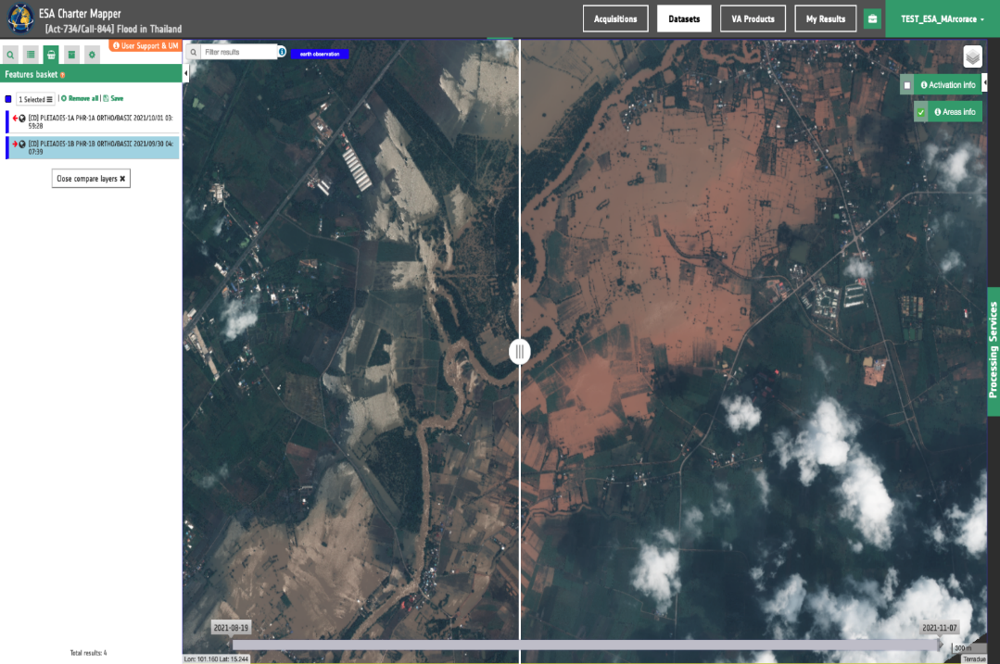 ESA Charter Mapper
[Act-734/Call-844] Flood in Thailand
Acquisitions
Datasets
VA Products
My Results
TEST_ESA_MArcorace
User Support & UM
Features basket
1 Selected
| Remove all | Save
[CD] PLEIADES-1A PHR-1A ORTHO/BASIC 2021/10/01 03:
59:28
[CD] PLEIADES-1B PHR-1B ORTHO/BASIC 2021/09/30 04:
07:39
Close compare layers
Total results: 4
Filter results
earth observation
Activation info
Areas info
Processing Services
2021-08-19
2021-11-07
Lon: 101.160 Lat: 15.244
300 m
Terradue